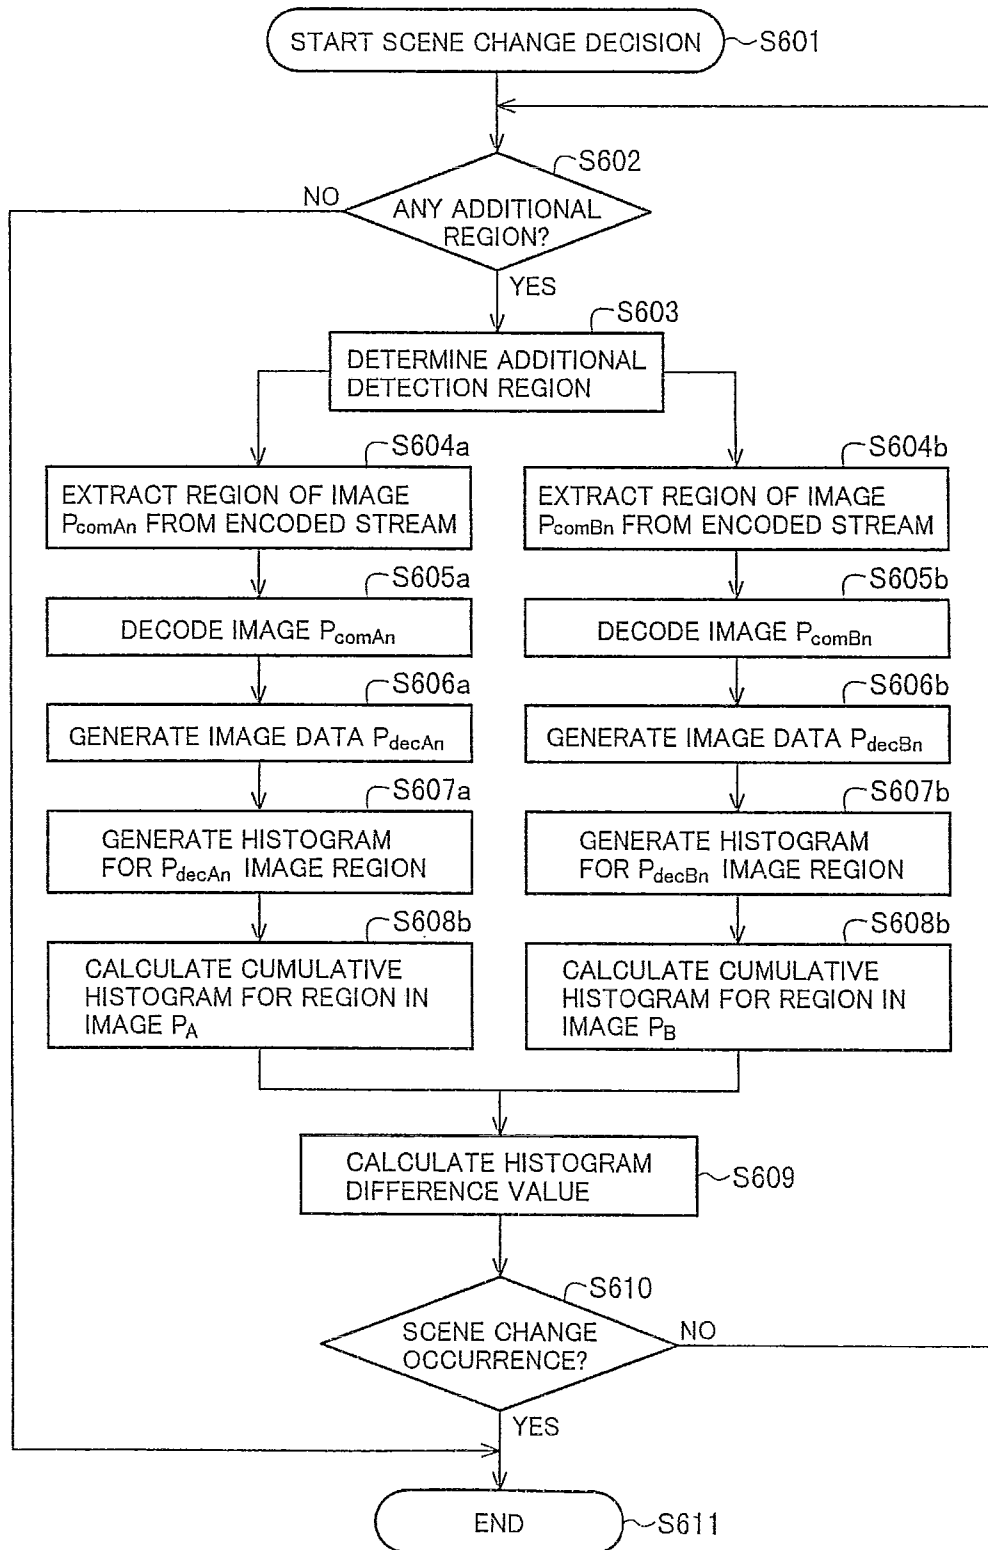 START SCENE CHANGE DECISION
S601
S602
NO
ANY ADDITIONAL
REGION?
YES
S603
DETERMINE ADDITIONAL
DETECTION REGION
S604a
EXTRACT REGION OF IMAGE
PcomAn FROM ENCODED STREAM
S604b
EXTRACT REGION OF IMAGE
PcomBn FROM ENCODED STREAM
S605a
DECODE IMAGE PcomAn
S605b
DECODE IMAGE PcomBn
S606a
GENERATE IMAGE DATA PdecAn
S606b
GENERATE IMAGE DATA PdecBn
S607a
GENERATE HISTOGRAM
FOR PdecAn IMAGE REGION
S607b
GENERATE HISTOGRAM
FOR PdecBn IMAGE REGION
S608b
CALCULATE CUMULATIVE
HISTOGRAM FOR REGION IN
IMAGE PA
S608b
CALCULATE CUMULATIVE
HISTOGRAM FOR REGION IN
IMAGE PB
CALCULATE HISTOGRAM
DIFFERENCE VALUE
S609
S610
SCENE CHANGE
OCCURRENCE?
NO
YES
END
S611